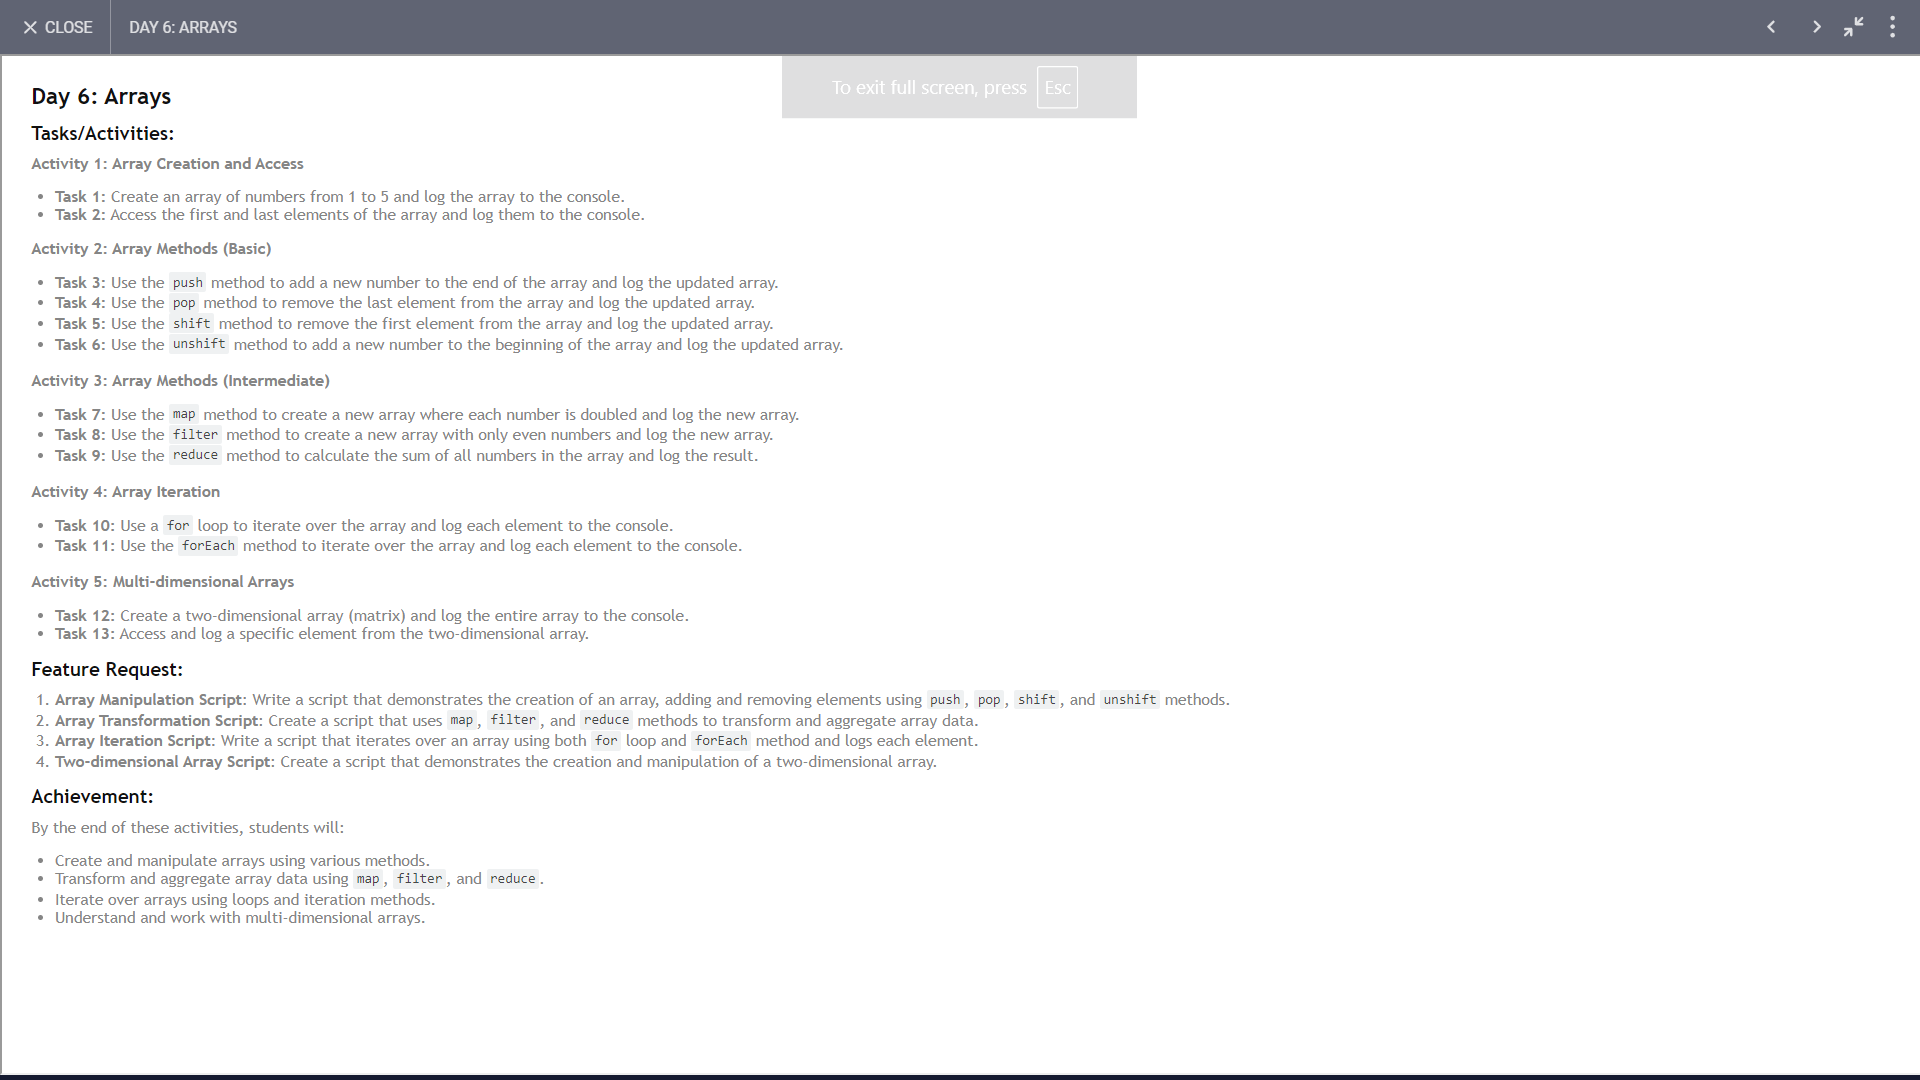 CLOSE
DAY 6: ARRAYS
To exit full screen, press Esc
Day 6: Arrays
Tasks/Activities:
Activity 1: Array Creation and Access
• Task 1: Create an array of numbers from 1 to 5 and log the array to the console.
• Task 2: Access the first and last elements of the array and log them to the console.
Activity 2: Array Methods (Basic)
• Task 3: Use the push method to add a new number to the end of the array and log the updated array.
• Task 4: Use the pop method to remove the last element from the array and log the updated array.
• Task 5: Use the shift method to remove the first element from the array and log the updated array.
• Task 6: Use the unshift method to add a new number to the beginning of the array and log the updated array.
Activity 3: Array Methods (Intermediate)
• Task 7: Use the map method to create a new array where each number is doubled and log the new array.
• Task 8: Use the filter method to create a new array with only even numbers and log the new array.
• Task 9: Use the reduce method to calculate the sum of all numbers in the array and log the result.
Activity 4: Array Iteration
• Task 10: Use a for loop to iterate over the array and log each element to the console.
• Task 11: Use the forEach method to iterate over the array and log each element to the console.
Activity 5: Multi-dimensional Arrays
• Task 12: Create a two-dimensional array (matrix) and log the entire array to the console.
• Task 13: Access and log a specific element from the two-dimensional array.
Feature Request:
1. Array Manipulation Script: Write a script that demonstrates the creation of an array, adding and removing elements using push, pop, shift, and unshift methods.
2. Array Transformation Script: Create a script that uses map, filter, and reduce methods to transform and aggregate array data.
3. Array Iteration Script: Write a script that iterates over an array using both for loop and forEach method and logs each element.
4. Two-dimensional Array Script: Create a script that demonstrates the creation and manipulation of a two-dimensional array.
Achievement:
By the end of these activities, students will:
• Create and manipulate arrays using various methods.
• Transform and aggregate array data using map, filter, and reduce.
• Iterate over arrays using loops and iteration methods.
• Understand and work with multi-dimensional arrays.